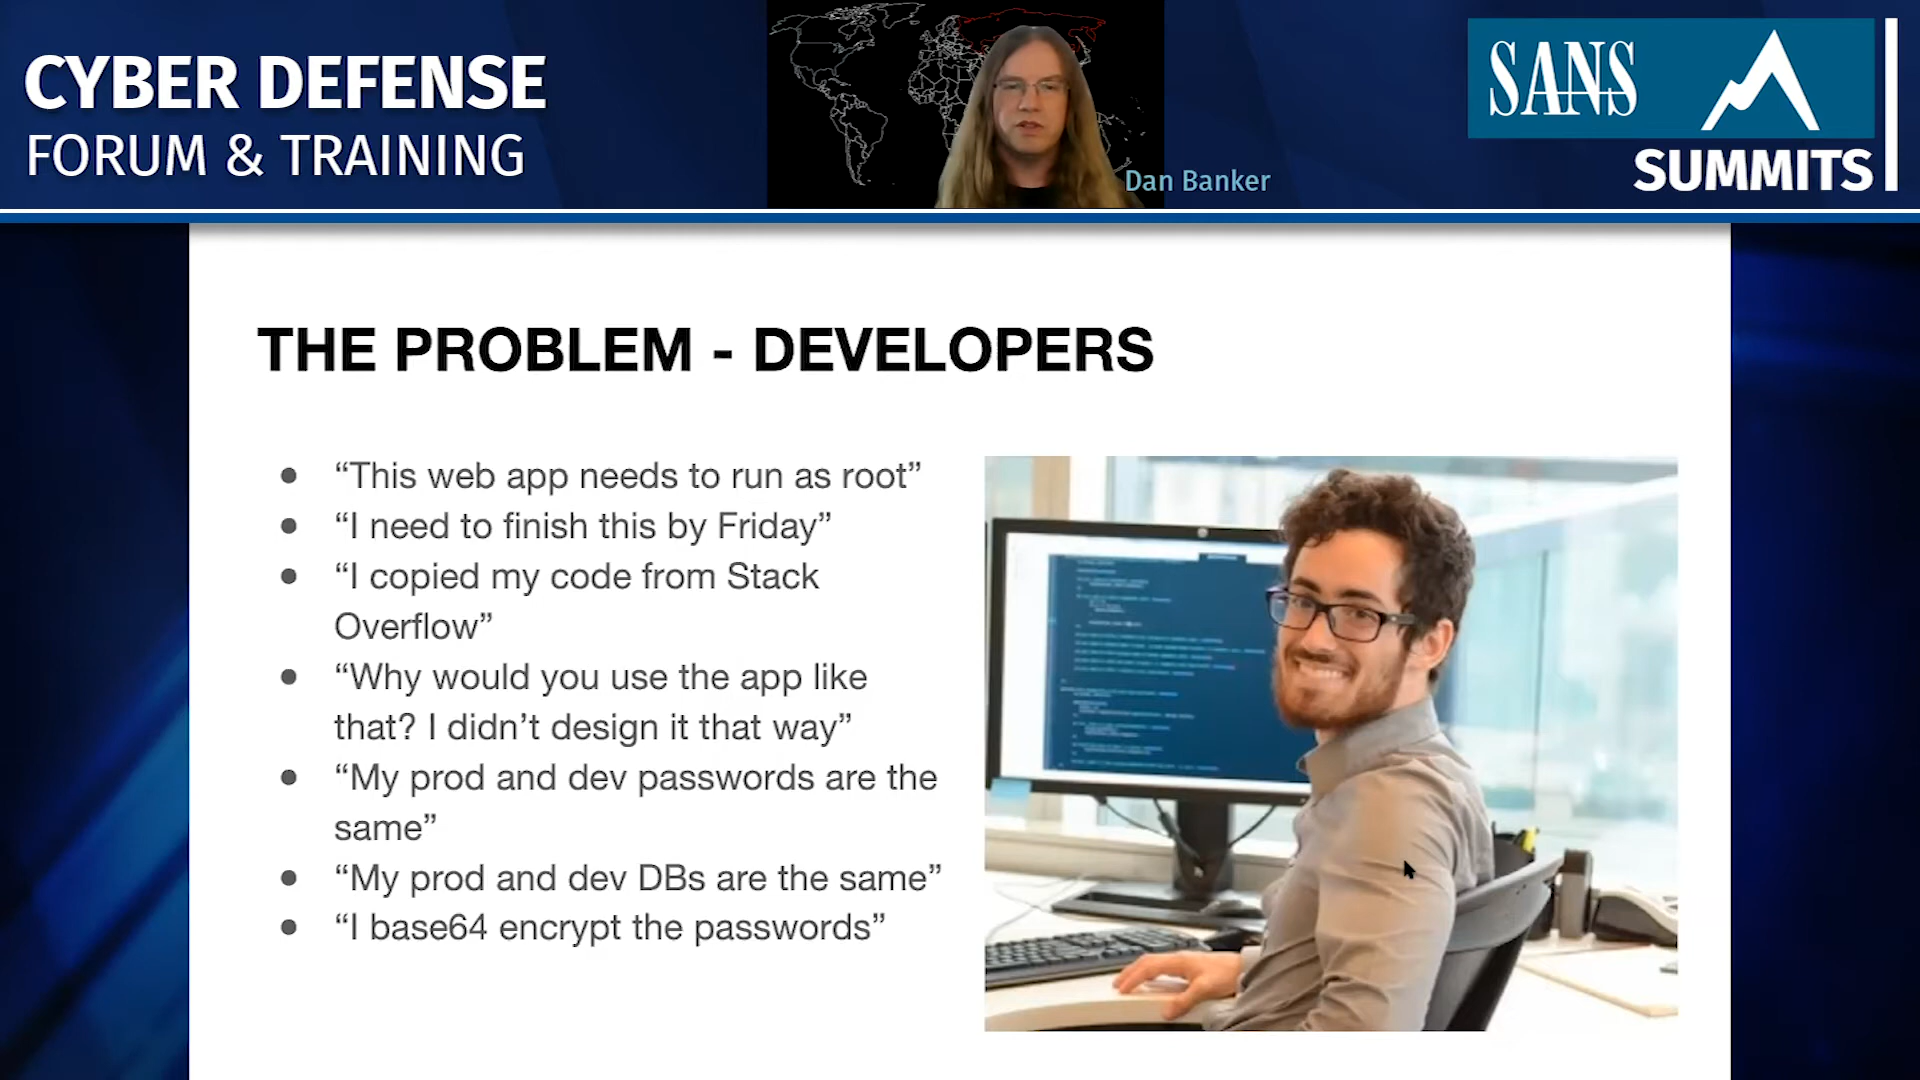 CYBER DEFENSE
FORUM & TRAINING
Dan Banker
SANS
SUMMITS
THE PROBLEM - DEVELOPERS
“This web app needs to run as root”
“I need to finish this by Friday”
“I copied my code from Stack
Overflow”
“Why would you use the app like
that? I didn’t design it that way”
“My prod and dev passwords are the
same”
“My prod and dev DBs are the same”
“I base64 encrypt the passwords”